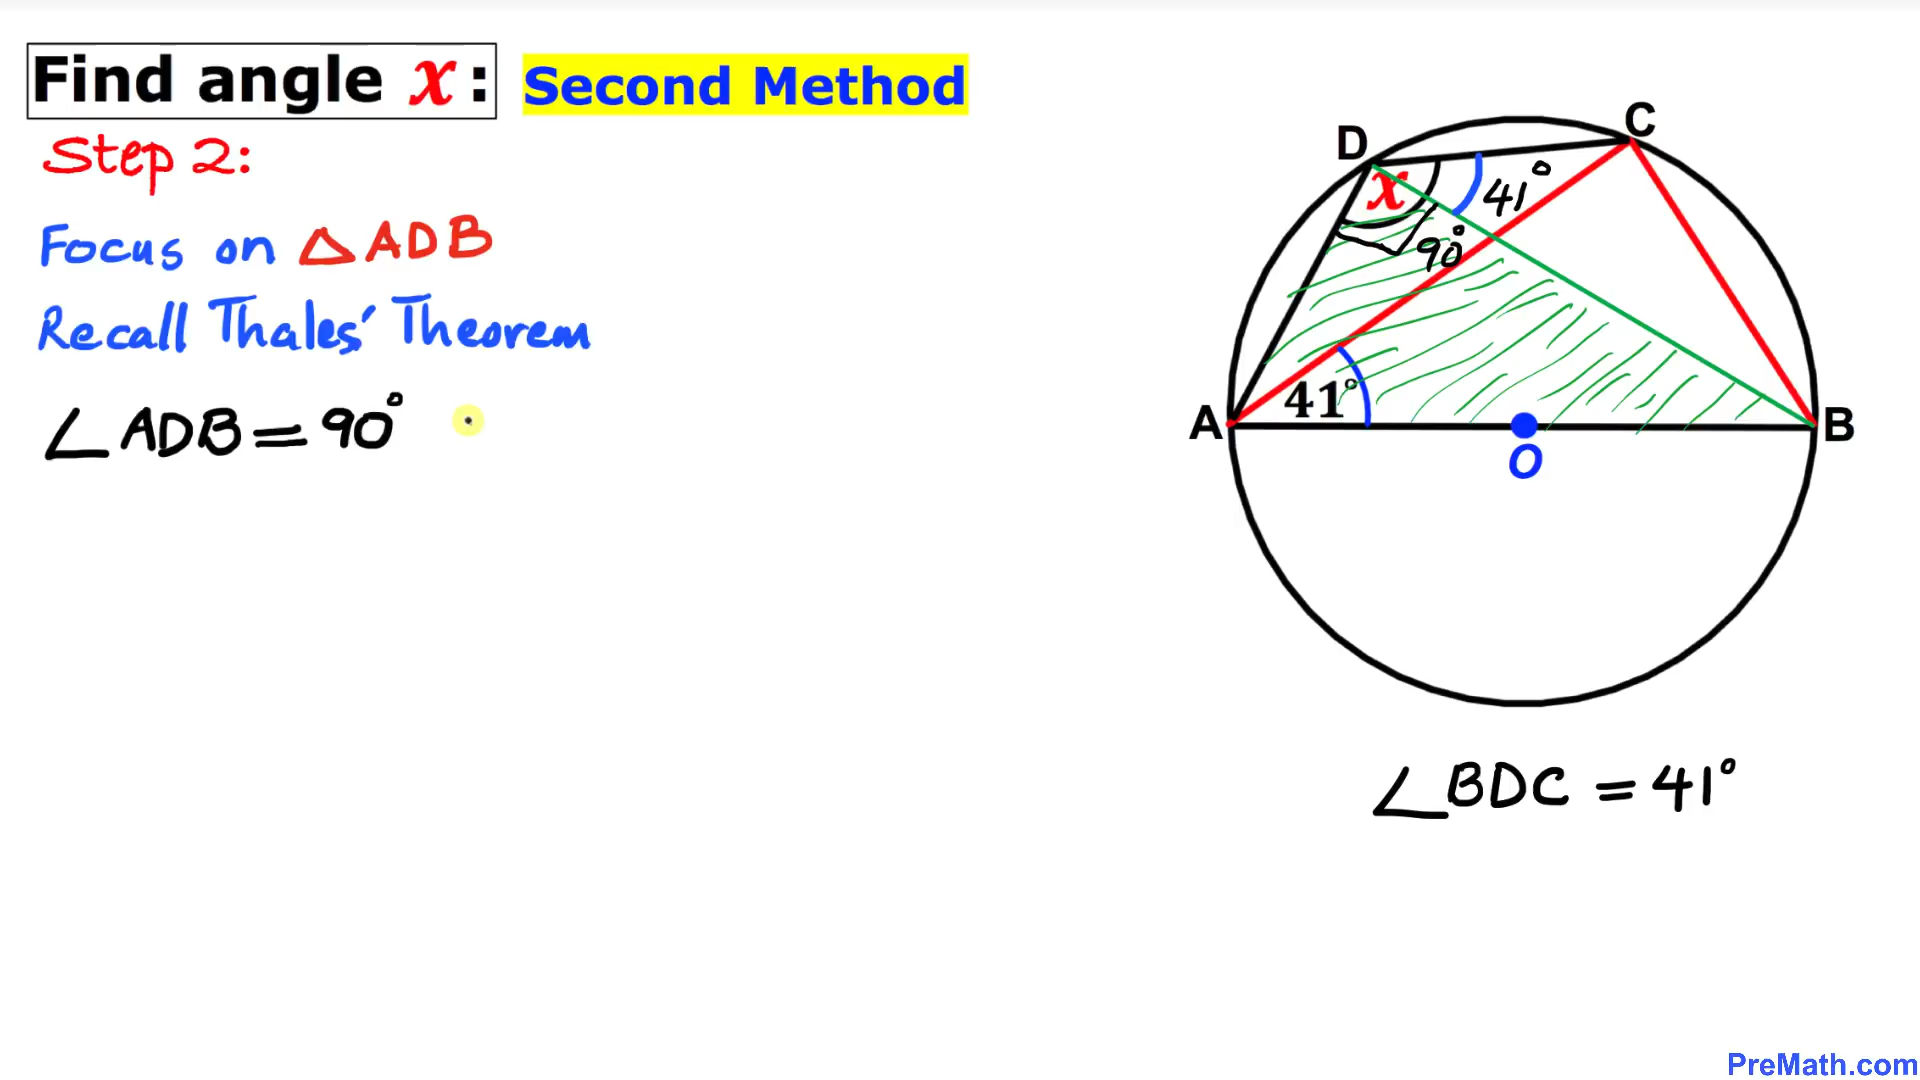 Find angle x:
Second Method
Step 2:
Focus on △ADB
Recall Thales' Theorem
∠ADB = 90°
D
C
x
41°
90°
41°
A
B
O
∠BDC = 41°
PreMath.com